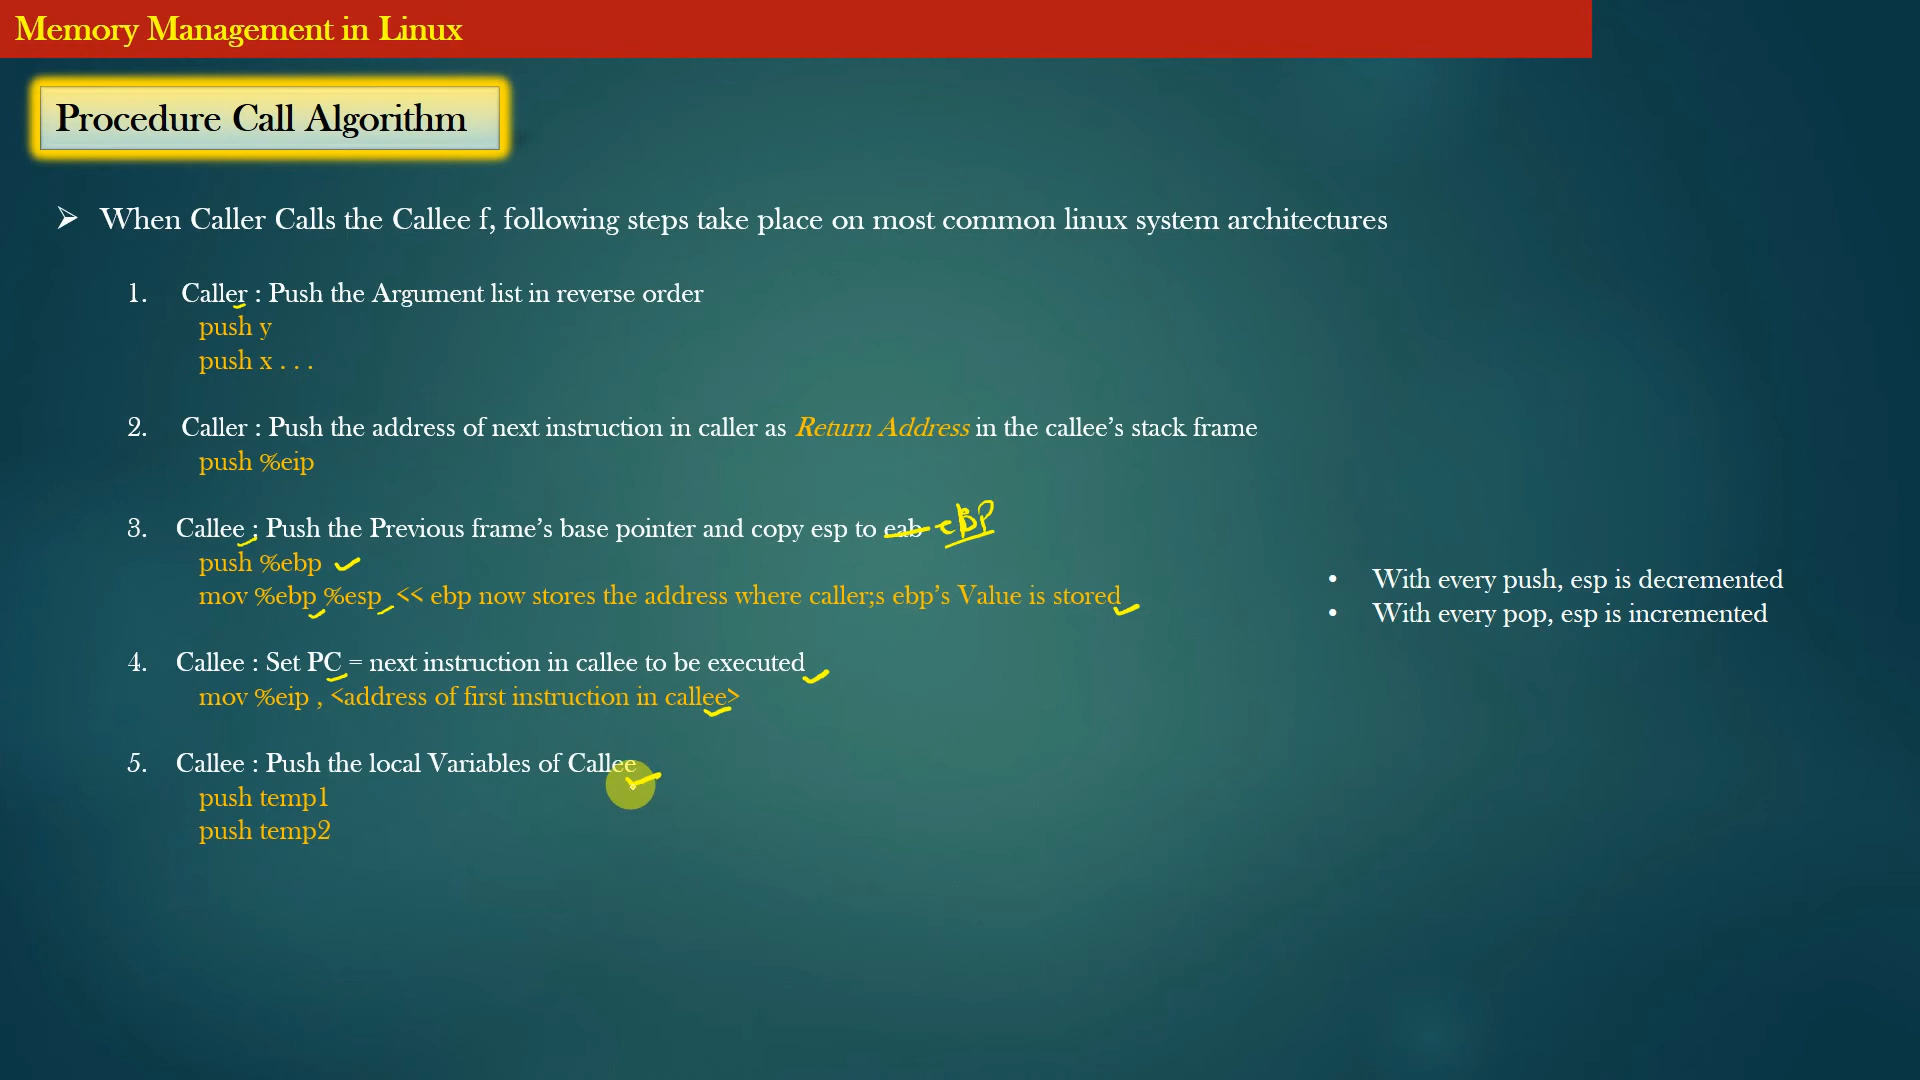 Memory Management in Linux
Procedure Call Algorithm
➢ When Caller Calls the Callee f, following steps take place on most common linux system architectures
1. Caller : Push the Argument list in reverse order
push y
push x . . .
2. Caller : Push the address of next instruction in caller as Return Address in the callee’s stack frame
push %eip
3. Callee : Push the Previous frame’s base pointer and copy esp to eab ebp
push %ebp
mov %ebp %esp << ebp now stores the address where caller;s ebp’s Value is stored
4. Callee : Set PC = next instruction in callee to be executed
mov %eip , <address of first instruction in callee>
5. Callee : Push the local Variables of Callee
push temp1
push temp2
• With every push, esp is decremented
• With every pop, esp is incremented